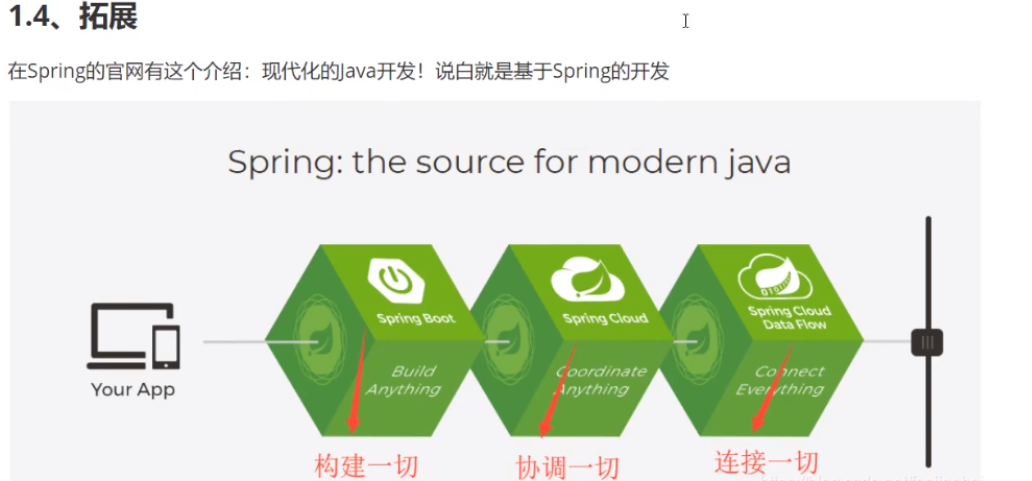 1.4、拓展
在Spring的官网有这个介绍：现代化的Java开发！说白就是基于Spring的开发
Spring: the source for modern java
Spring Boot
Spring Cloud
Spring Cloud
Data Flow
Your App
Build
Anything
Coordinate
Anything
Connect
Everything
构建一切
协调一切
连接一切